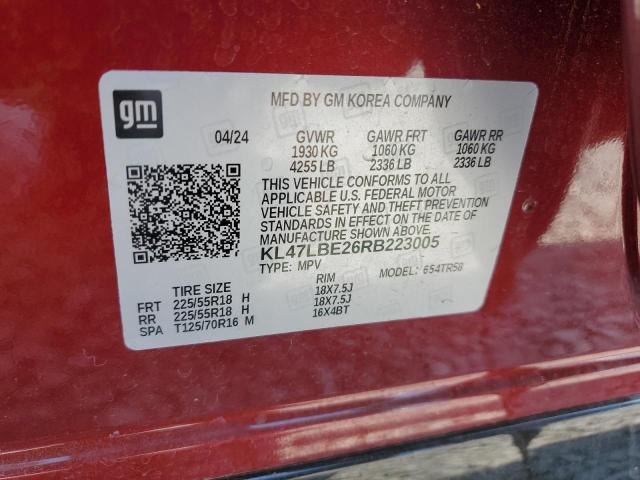 gm
MFD BY GM KOREA COMPANY
04/24 GVWR GAWR FRT GAWR RR
1930 KG 1060 KG 1060 KG
4255 LB 2336 LB 2336 LB
THIS VEHICLE CONFORMS TO ALL
APPLICABLE U.S. FEDERAL MOTOR
VEHICLE SAFETY AND THEFT PREVENTION
STANDARDS IN EFFECT ON THE DATE OF
MANUFACTURE SHOWN ABOVE.
KL47LBE26RB223005
TYPE: MPV MODEL: 654TR58
TIRE SIZE RIM
FRT 225/55R18 H 18X7.5J
RR 225/55R18 H 18X7.5J
SPA T125/70R16 M 16X4BT